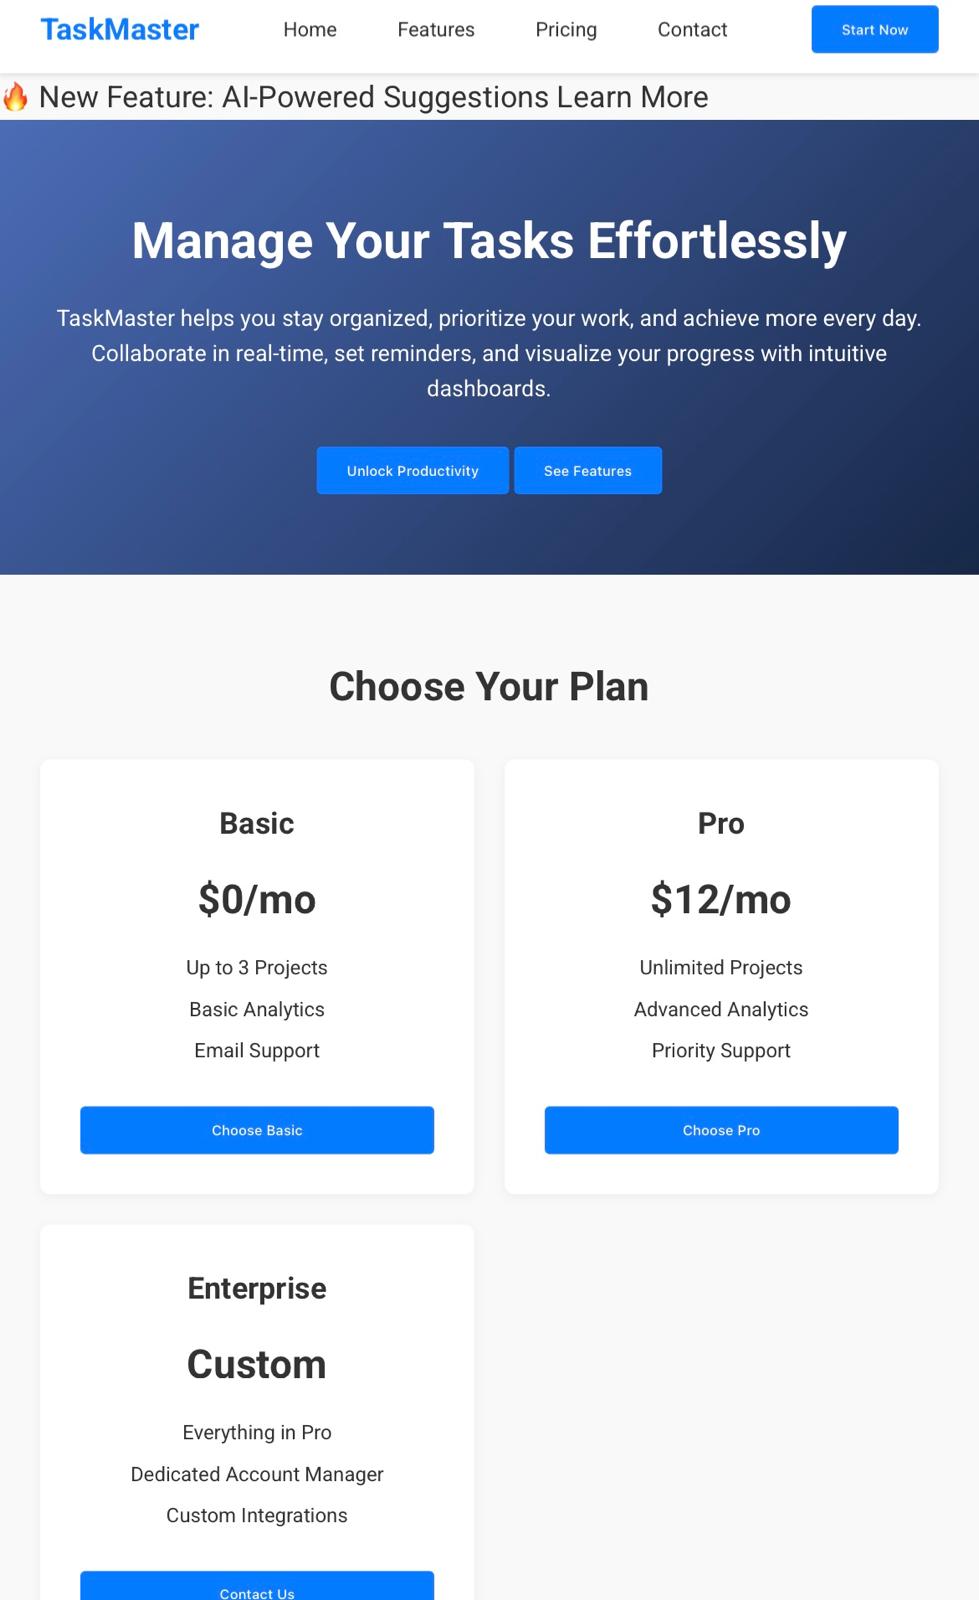 TaskMaster
Home
Features
Pricing
Contact
Start Now
🔥 New Feature: AI-Powered Suggestions Learn More
Manage Your Tasks Effortlessly
TaskMaster helps you stay organized, prioritize your work, and achieve more every day.
Collaborate in real-time, set reminders, and visualize your progress with intuitive
dashboards.
Unlock Productivity
See Features
Choose Your Plan
Basic
$0/mo
Up to 3 Projects
Basic Analytics
Email Support
Choose Basic
Pro
$12/mo
Unlimited Projects
Advanced Analytics
Priority Support
Choose Pro
Enterprise
Custom
Everything in Pro
Dedicated Account Manager
Custom Integrations
Contact Us